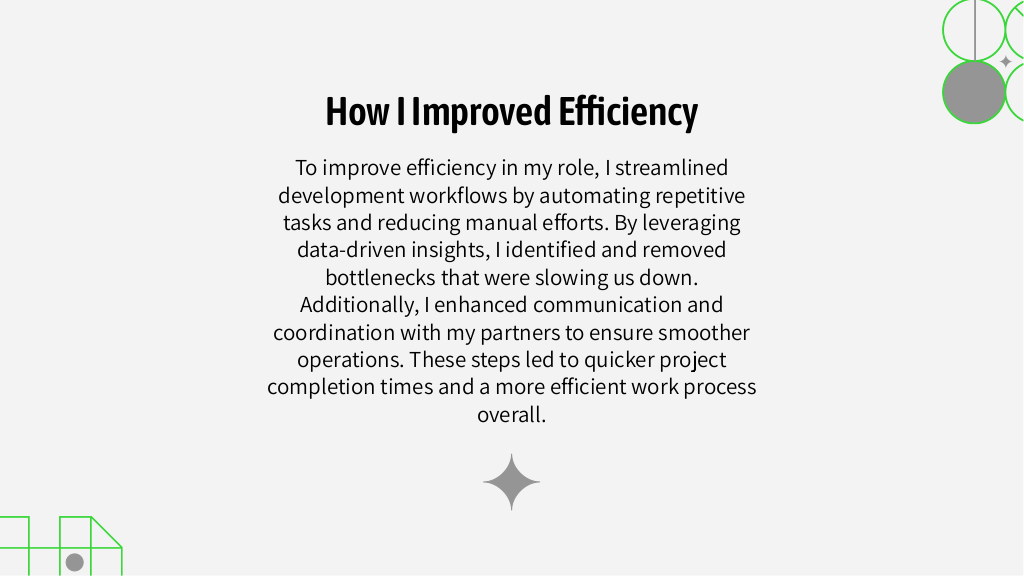 How I Improved Efficiency
To improve efficiency in my role, I streamlined
development workflows by automating repetitive
tasks and reducing manual efforts. By leveraging
data-driven insights, I identified and removed
bottlenecks that were slowing us down.
Additionally, I enhanced communication and
coordination with my partners to ensure smoother
operations. These steps led to quicker project
completion times and a more efficient work process
overall.